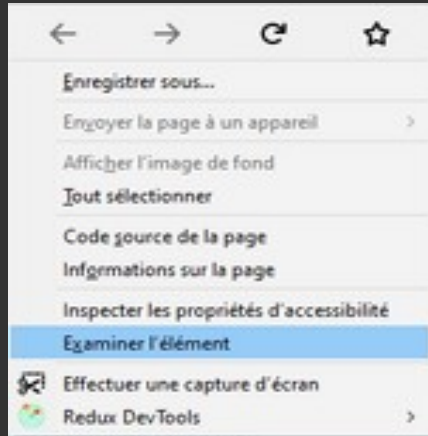 Enregistrer sous...
Envoyer la page à un appareil
Afficher l'image de fond
Tout sélectionner
Code source de la page
Informations sur la page
Inspecter les propriétés d'accessibilité
Examiner l'élément
Effectuer une capture d'écran
Redux DevTools